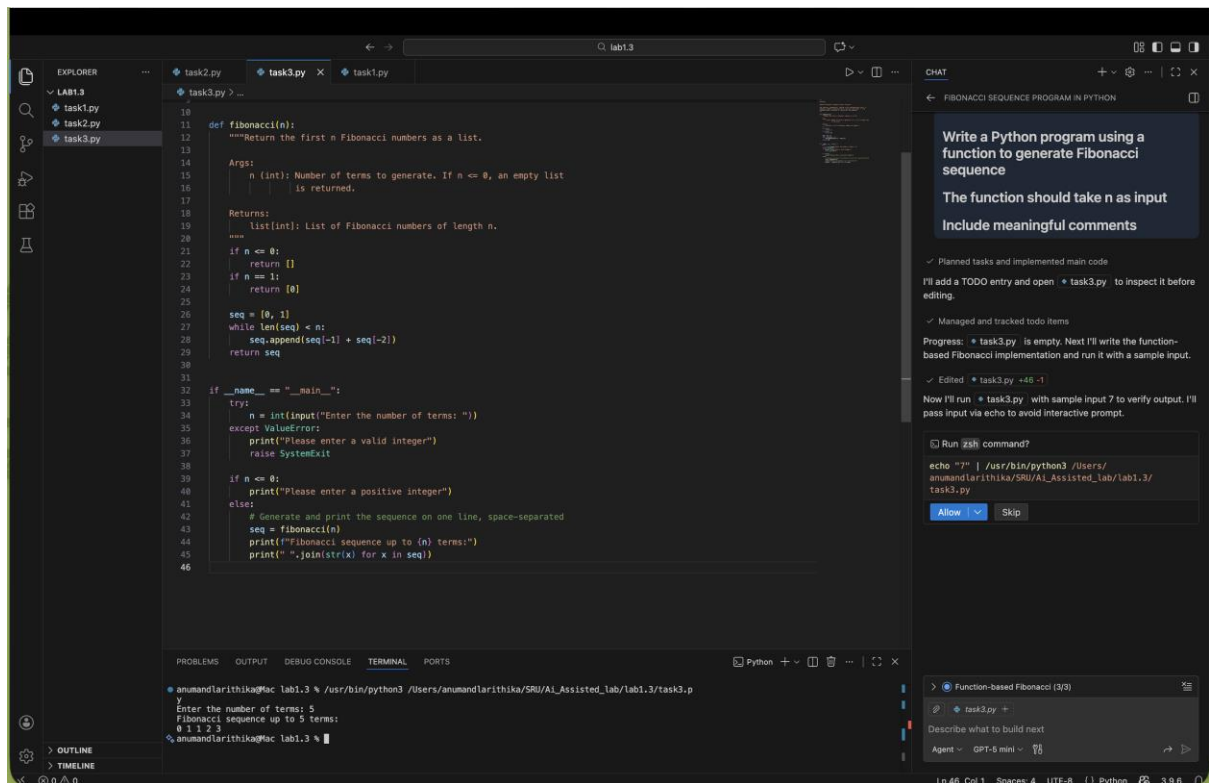 lab1.3
EXPLORER
LAB1.3
task1.py
task2.py
task3.py
OUTLINE
TIMELINE
task2.py
task3.py
task1.py
task3.py > ...
10
11 def fibonacci(n):
12 """Return the first n Fibonacci numbers as a list.
13
14 Args:
15 n (int): Number of terms to generate. If n <= 0, an empty list
16 is returned.
17
18 Returns:
19 list[int]: List of Fibonacci numbers of length n.
20 """
21 if n <= 0:
22 return []
23 if n == 1:
24 return [0]
25
26 seq = [0, 1]
27 while len(seq) < n:
28 seq.append(seq[-1] + seq[-2])
29 return seq
30
31
32 if __name__ == "__main__":
33 try:
34 n = int(input("Enter the number of terms: "))
35 except ValueError:
36 print("Please enter a valid integer")
37 raise SystemExit
38
39 if n <= 0:
40 print("Please enter a positive integer")
41 else:
42 # Generate and print the sequence on one line, space-separated
43 seq = fibonacci(n)
44 print(f"Fibonacci sequence up to {n} terms:")
45 print(" ".join(str(x) for x in seq))
46
PROBLEMS OUTPUT DEBUG CONSOLE TERMINAL PORTS
Python
anumandlarithika@Mac lab1.3 % /usr/bin/python3 /Users/anumandlarithika/SRU/Ai_Assisted_lab/lab1.3/task3.p
y
Enter the number of terms: 5
Fibonacci sequence up to 5 terms:
0 1 1 2 3
anumandlarithika@Mac lab1.3 %
CHAT
FIBONACCI SEQUENCE PROGRAM IN PYTHON
Write a Python program using a
function to generate Fibonacci
sequence
The function should take n as input
Include meaningful comments
Planned tasks and implemented main code
I'll add a TODO entry and open task3.py to inspect it before
editing.
Managed and tracked todo items
Progress: task3.py is empty. Next I'll write the function-
based Fibonacci implementation and run it with a sample input.
Edited task3.py +46 -1
Now I'll run task3.py with sample input 7 to verify output. I'll
pass input via echo to avoid interactive prompt.
Run zsh command?
echo "7" | /usr/bin/python3 /Users/
anumandlarithika/SRU/Ai_Assisted_lab/lab1.3/
task3.py
Allow Skip
Function-based Fibonacci (3/3)
task3.py +
Describe what to build next
Agent GPT-5 mini
0 0
Ln 46, Col 1 Spaces: 4 UTF-8 {} Python 3.9.6